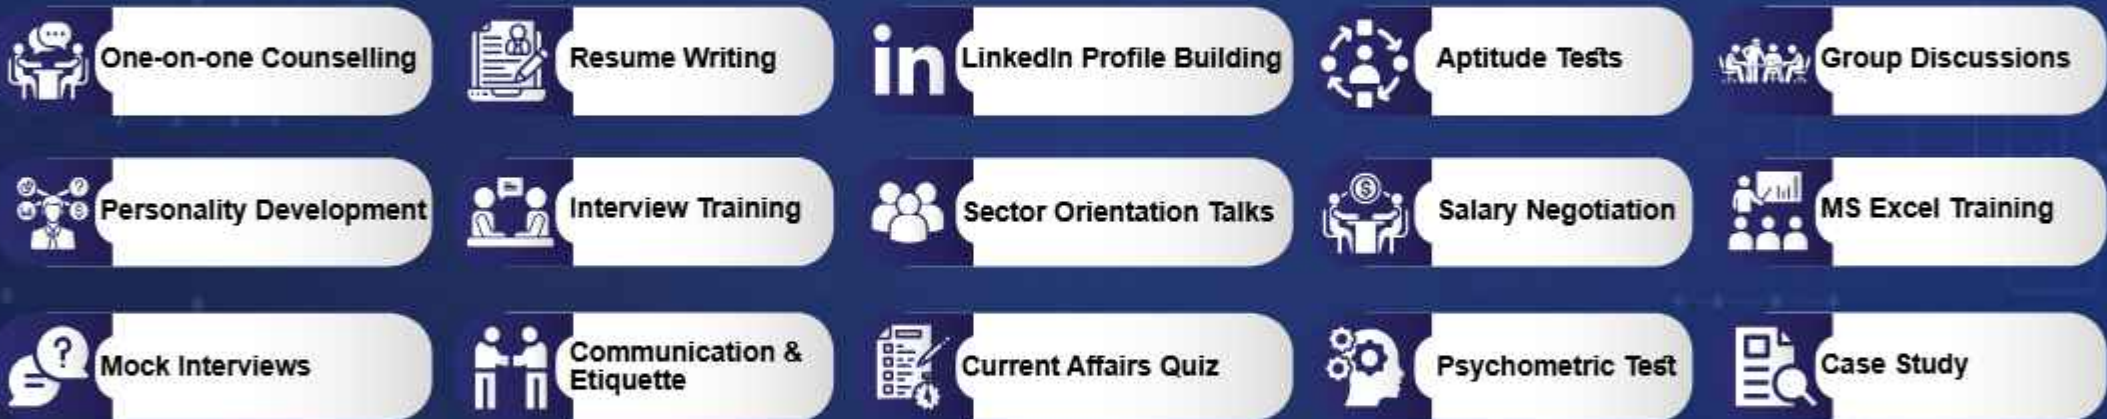 One-on-one Counselling
Resume Writing
in
LinkedIn Profile Building
Aptitude Tests
Group Discussions
Personality Development
Interview Training
Sector Orientation Talks
Salary Negotiation
MS Excel Training
Mock Interviews
Communication &
Etiquette
Current Affairs Quiz
Psychometric Test
Case Study